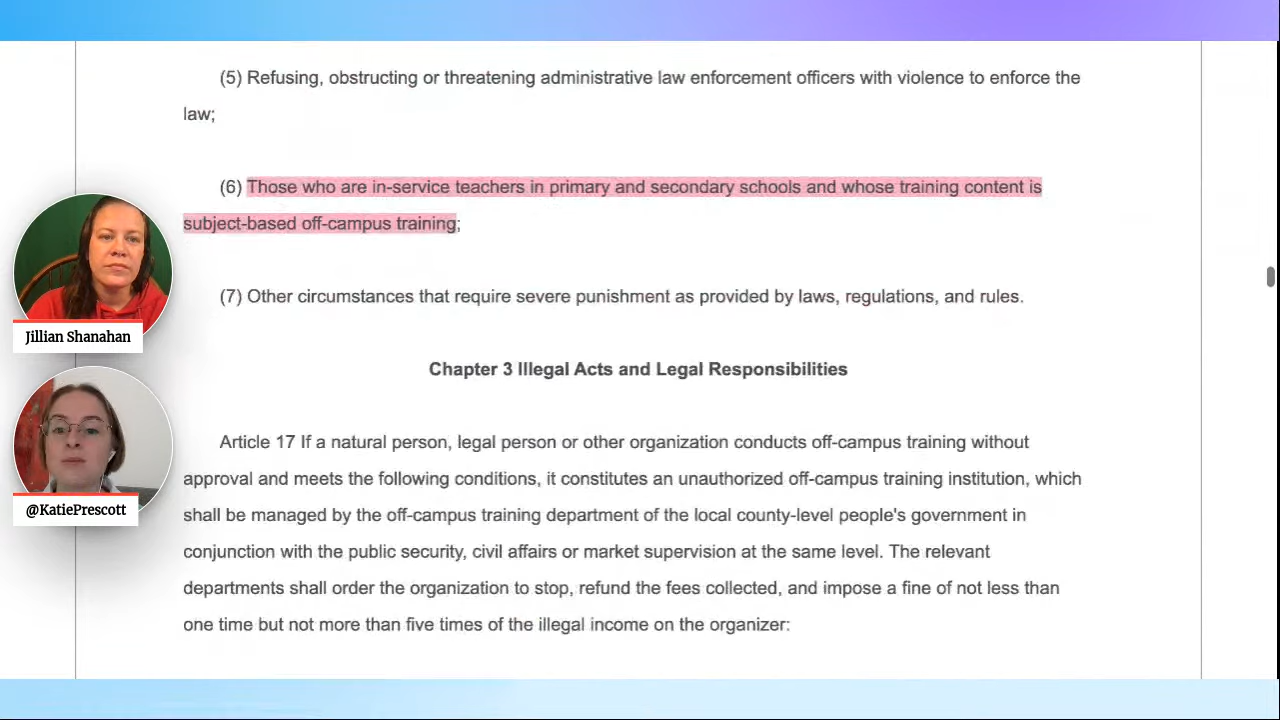 (5) Refusing, obstructing or threatening administrative law enforcement officers with violence to enforce the
law;
(6) Those who are in-service teachers in primary and secondary schools and whose training content is
subject-based off-campus training;
Jillian Shanahan
(7) Other circumstances that require severe punishment as provided by laws, regulations, and rules.
Chapter 3 Illegal Acts and Legal Responsibilities
Article 17 If a natural person, legal person or other organization conducts off-campus training without
approval and meets the following conditions, it constitutes an unauthorized off-campus training institution, which
@KatiePrescott
shall be managed by the off-campus training department of the local county-level people's government in
conjunction with the public security, civil affairs or market supervision at the same level. The relevant
departments shall order the organization to stop, refund the fees collected, and impose a fine of not less than
one time but not more than five times of the illegal income on the organizer: